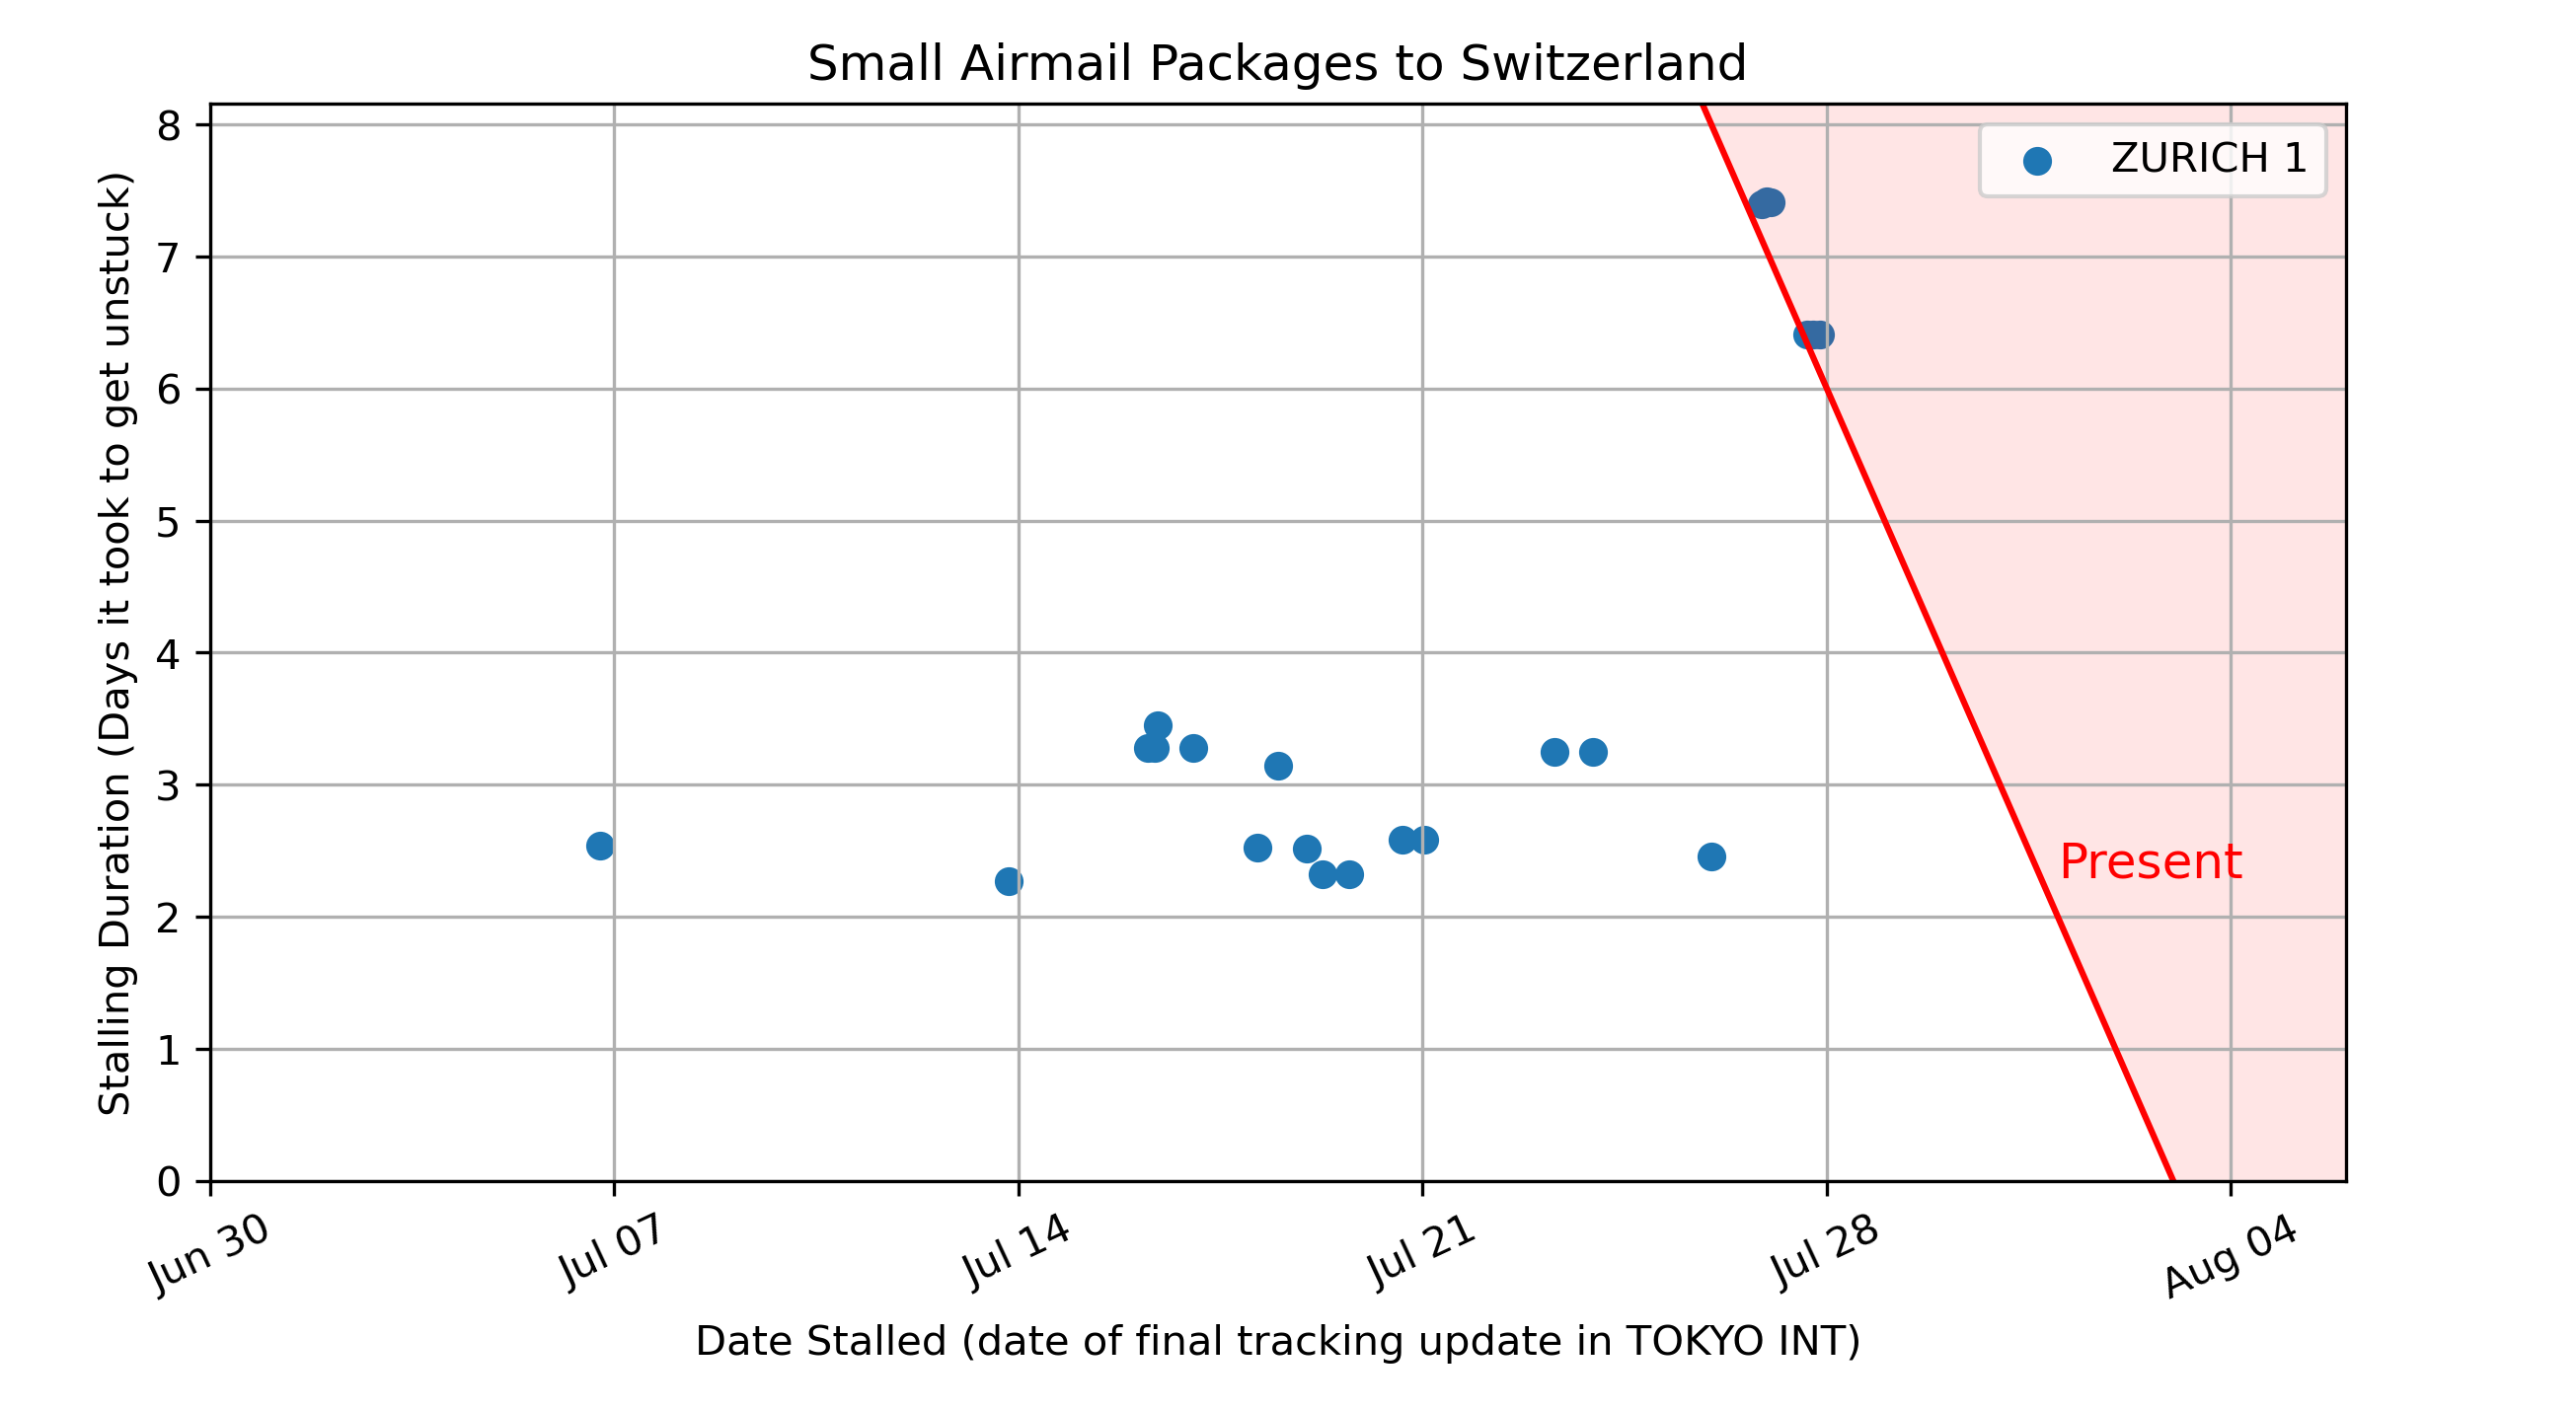 Small Airmail Packages to Switzerland
Stalling Duration (Days it took to get unstuck)
8
7
6
5
4
3
2
1
0
ZURICH 1
Present
Jun 30
Jul 07
Jul 14
Jul 21
Jul 28
Aug 04
Date Stalled (date of final tracking update in TOKYO INT)